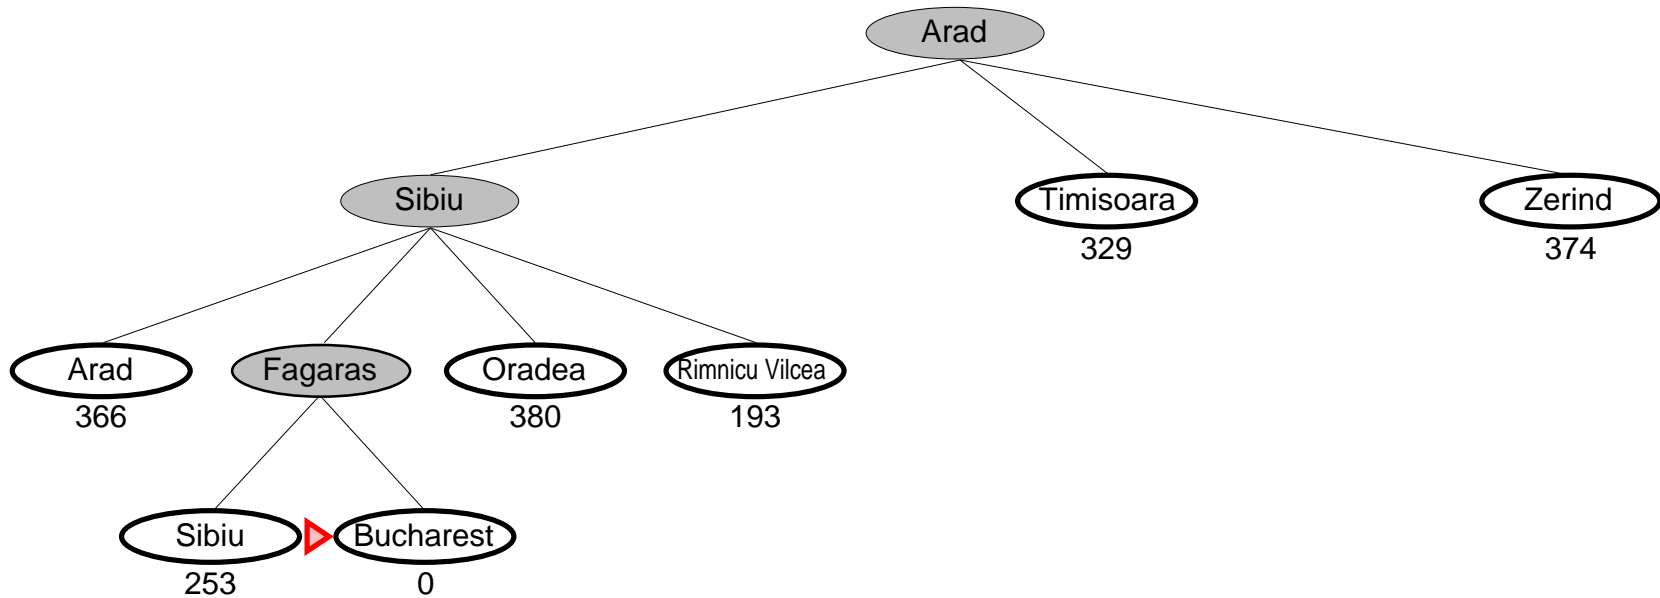 Arad
Sibiu
Timisoara
Zerind
329
374
Arad
Fagaras
Oradea
Rimnicu Vilcea
366
380
193
Sibiu
Bucharest
253
0